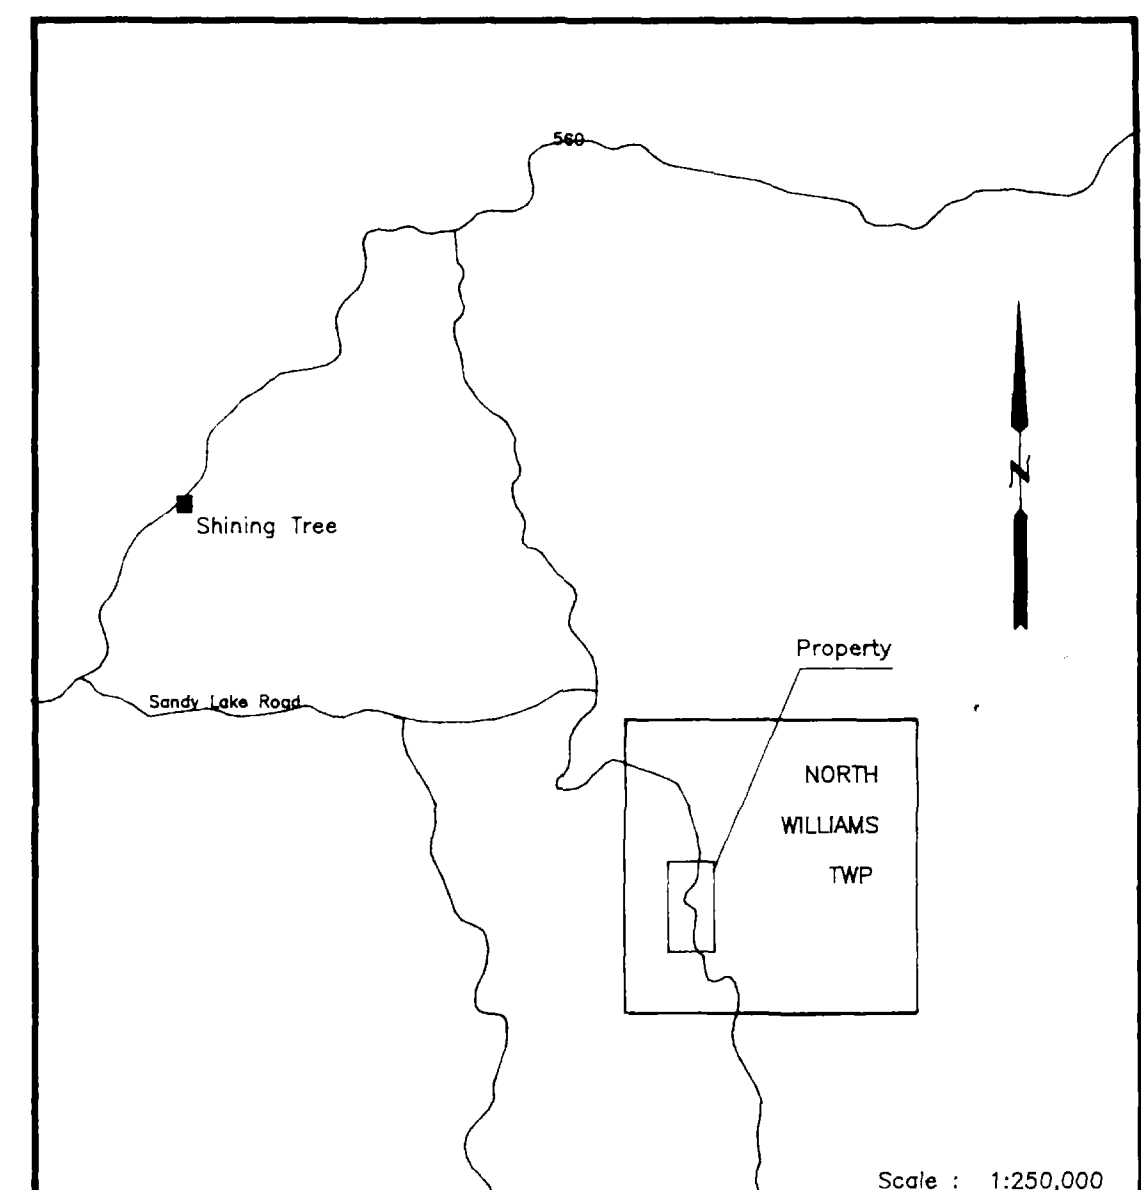 560
N
Shining Tree
Property
Sandy Lake Road
NORTH
WILLIAMS
TWP
Scale : 1:250,000